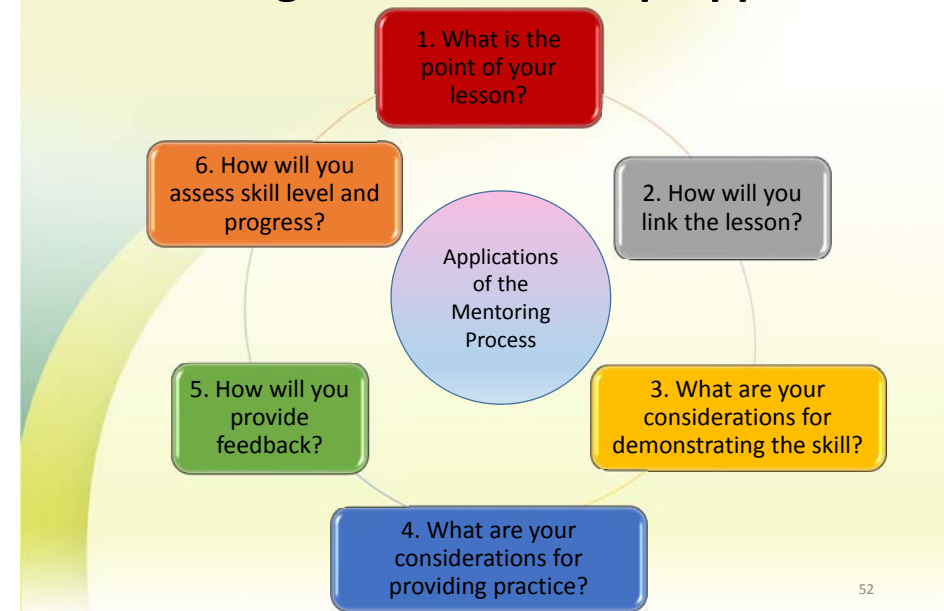 1. What is the
point of your
lesson?
6. How will you
assess skill level and
progress?
2. How will you
link the lesson?
Applications
of the
Mentoring
Process
5. How will you
provide
feedback?
3. What are your
considerations for
demonstrating the skill?
4. What are your
considerations for
providing practice?
52